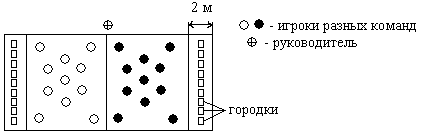 2 м
- игроки разных команд
- руководитель
городки